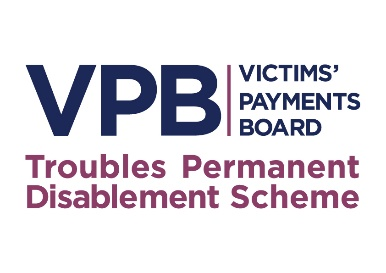 VPB
VICTIMS'
PAYMENTS
BOARD
Troubles Permanent
Disablement Scheme